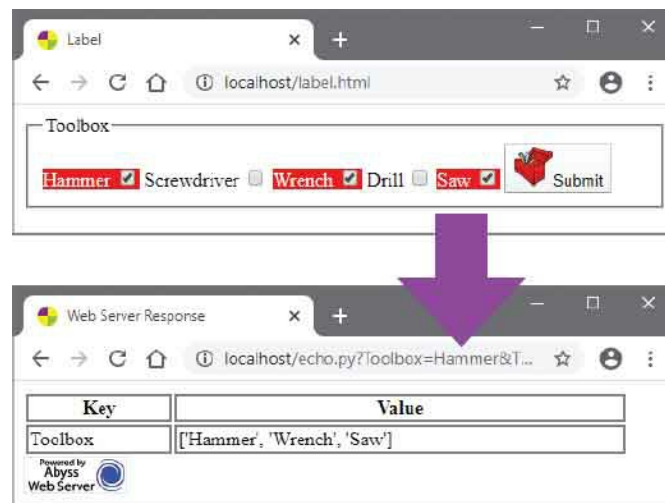 Label
localhost/label.html
Toolbox
Hammer Screwdriver Wrench Drill Saw Submit
Web Server Response
localhost/echo.py?Toolbox=Hammer&T...
Key Value
Toolbox ['Hammer', 'Wrench', 'Saw']
Powered by
Abyss
Web Server